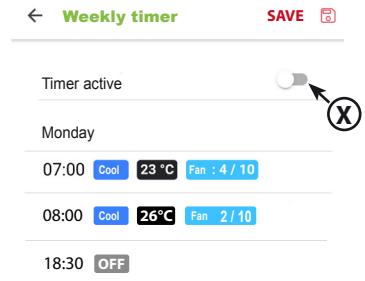 ← Weekly timer SAVE
Timer active
X
Monday
07:00 Cool 23 °C Fan : 4 / 10
08:00 Cool 26°C Fan 2 / 10
18:30 OFF